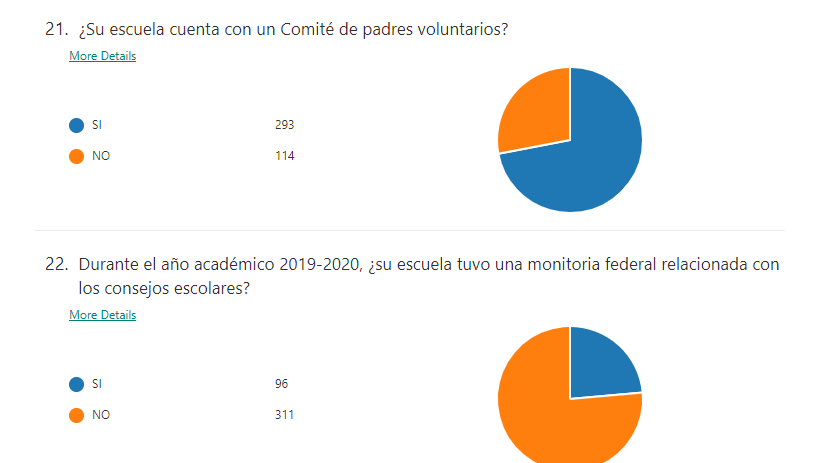 21. ¿Su escuela cuenta con un Comité de padres voluntarios?
More Details
SI 293
NO 114
22. Durante el año académico 2019-2020, ¿su escuela tuvo una monitoria federal relacionada con
los consejos escolares?
More Details
SI 96
NO 311